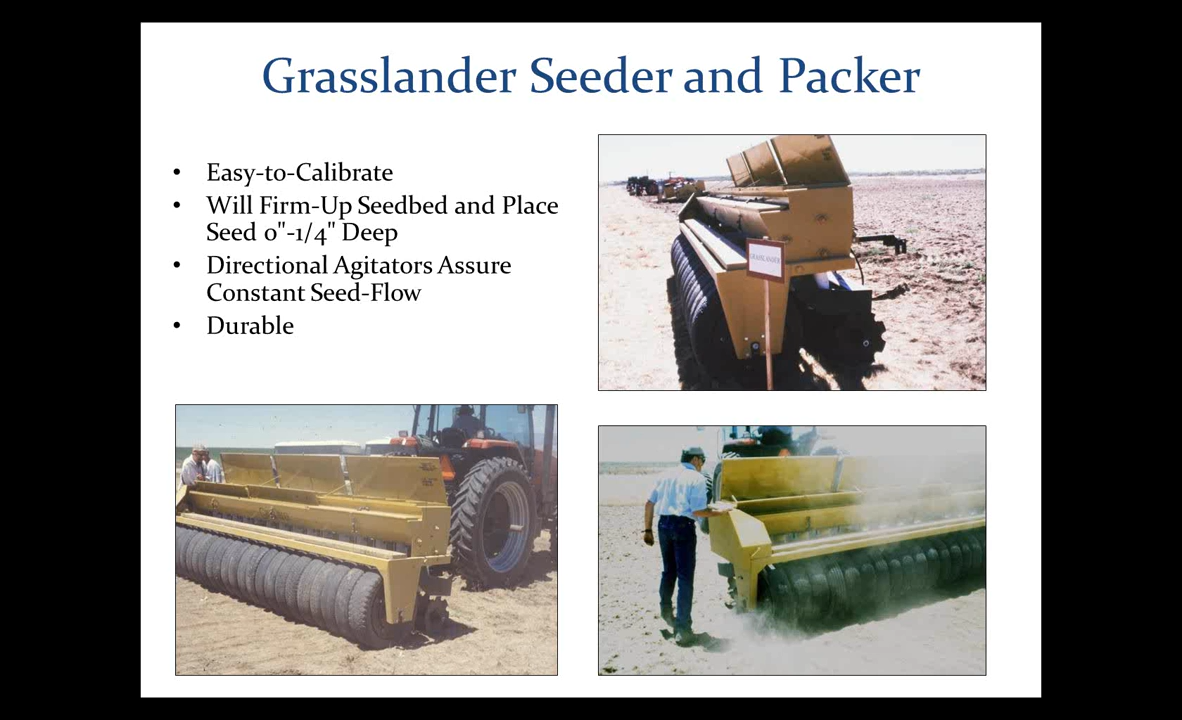 Grasslander Seeder and Packer
• Easy-to-Calibrate
• Will Firm-Up Seedbed and Place
Seed 0"-1/4" Deep
• Directional Agitators Assure
Constant Seed-Flow
• Durable
GRASSLANDER